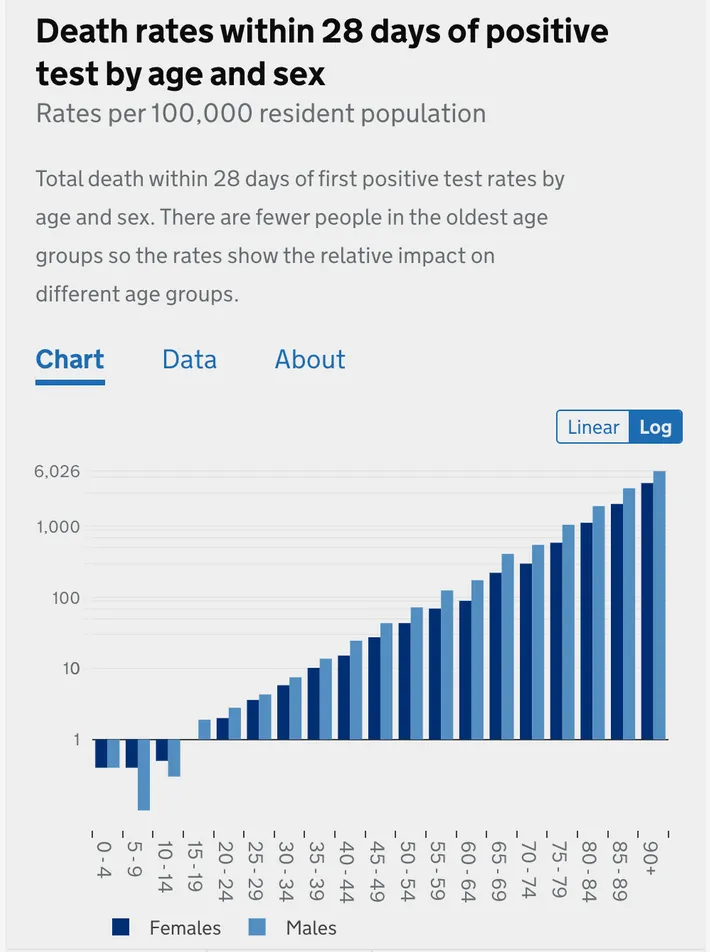 Death rates within 28 days of positive
test by age and sex
Rates per 100,000 resident population
Total death within 28 days of first positive test rates by
age and sex. There are fewer people in the oldest age
groups so the rates show the relative impact on
different age groups.
Chart Data About
Linear Log
6,026
1,000
100
10
1
0 - 4
5 - 9
10 - 14
15 - 19
20 - 24
25 - 29
30 - 34
35 - 39
40 - 44
45 - 49
50 - 54
55 - 59
60 - 64
65 - 69
70 - 74
75 - 79
80 - 84
85 - 89
90+
Females Males